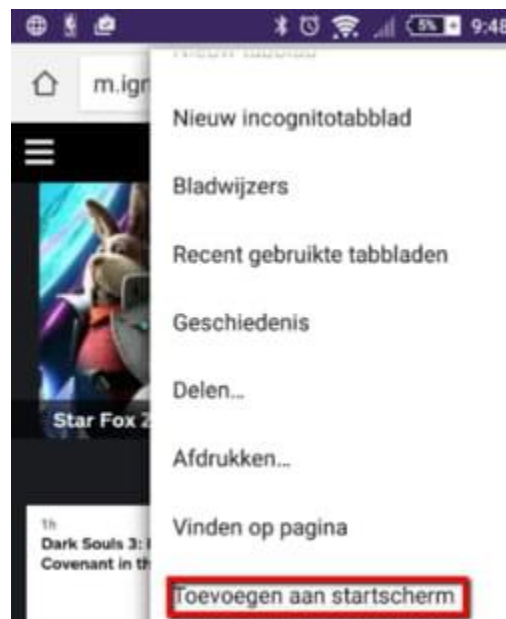 5% 9:48
m.ign
Nieuw incognitotabblad
Bladwijzers
Recent gebruikte tabbladen
Geschiedenis
Delen...
Star Fox Z
Afdrukken...
1h
Vinden op pagina
Dark Souls 3:
Covenant in th
Toevoegen aan startscherm